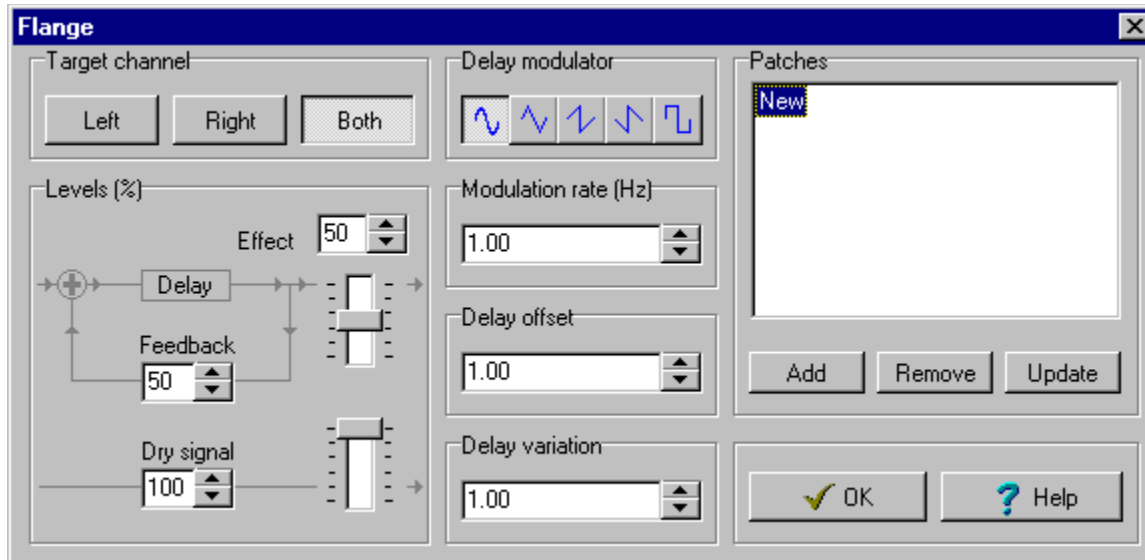 Flange
Target channel
Left
Right
Both
Delay modulator
Patches
New
Levels (%)
Effect
50
Delay
Feedback
50
Dry signal
100
Modulation rate (Hz)
1.00
Delay offset
1.00
Delay variation
1.00
Add
Remove
Update
OK
? Help